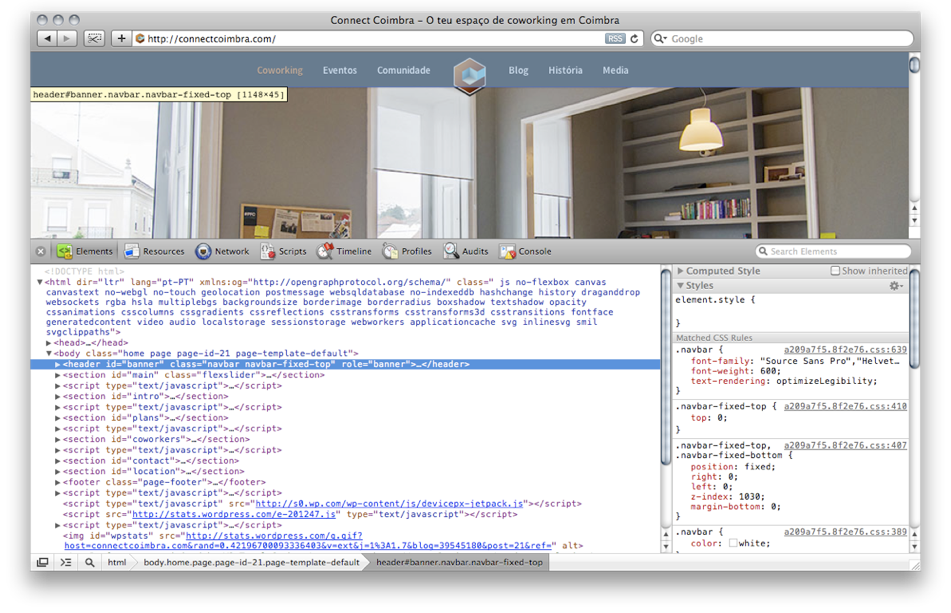 Connect Coimbra – O teu espaço de coworking em Coimbra
http://connectcoimbra.com/ RSS Google
Coworking Eventos Comunidade Blog História Media
header#banner.navbar.navbar-fixed-top [1148×45]
Elements Resources Network Scripts Timeline Profiles Audits Console Search Elements
<!DOCTYPE html>
▼<html dir="ltr" lang="pt-PT" xmlns:og="http://opengraphprotocol.org/schema/" class=" js no-flexbox canvas
canvastext no-webgl no-touch geolocation postmessage websqldatabase no-indexeddb hashchange history draganddrop
websockets rgba hsla multiplebgs backgroundsize borderimage borderradius boxshadow textshadow opacity
cssanimations csscolumns cssgradients cssreflections csstransforms csstransforms3d csstransitions fontface
generatedcontent video audio localstorage sessionstorage webworkers applicationcache svg inlinesvg smil
svgclippaths">
▶<head>…</head>
▼<body class="home page page-id-21 page-template-default">
▶<header id="banner" class="navbar navbar-fixed-top" role="banner">…</header>
▶<section id="main" class="flexslider">…</section>
▶<script type="text/javascript">…</script>
▶<section id="intro">…</section>
▶<script type="text/javascript">…</script>
▶<section id="plans">…</section>
▶<script type="text/javascript">…</script>
▶<section id="coworkers">…</section>
▶<script type="text/javascript">…</script>
▶<section id="contact">…</section>
▶<section id="location">…</section>
▶<footer class="page-footer">…</footer>
▶<script type="text/javascript">…</script>
<script type="text/javascript" src="http://s0.wp.com/wp-content/js/devicepx-jetpack.js"></script>
<script src="http://stats.wordpress.com/e-201247.js" type="text/javascript"></script>
▶<script type="text/javascript">…</script>
<img id="wpstats" src="http://stats.wordpress.com/g.gif?
host=connectcoimbra.com&rand=0.42196700093336403&v=ext&j=1%3A1.7&blog=39545180&post=21&ref=" alt>
▶ Computed Style Show inherited
▼ Styles
element.style {
}
Matched CSS Rules
.navbar { a209a7f5.8f2e76.css:639
font-family: "Source Sans Pro","Helvet…
font-weight: 600;
text-rendering: optimizeLegibility;
}
.navbar-fixed-top { a209a7f5.8f2e76.css:410
top: 0;
}
.navbar-fixed-top, a209a7f5.8f2e76.css:407
.navbar-fixed-bottom {
position: fixed;
right: 0;
left: 0;
z-index: 1030;
margin-bottom: 0;
}
.navbar { a209a7f5.8f2e76.css:389
color: white;
html body.home.page.page-id-21.page-template-default header#banner.navbar.navbar-fixed-top